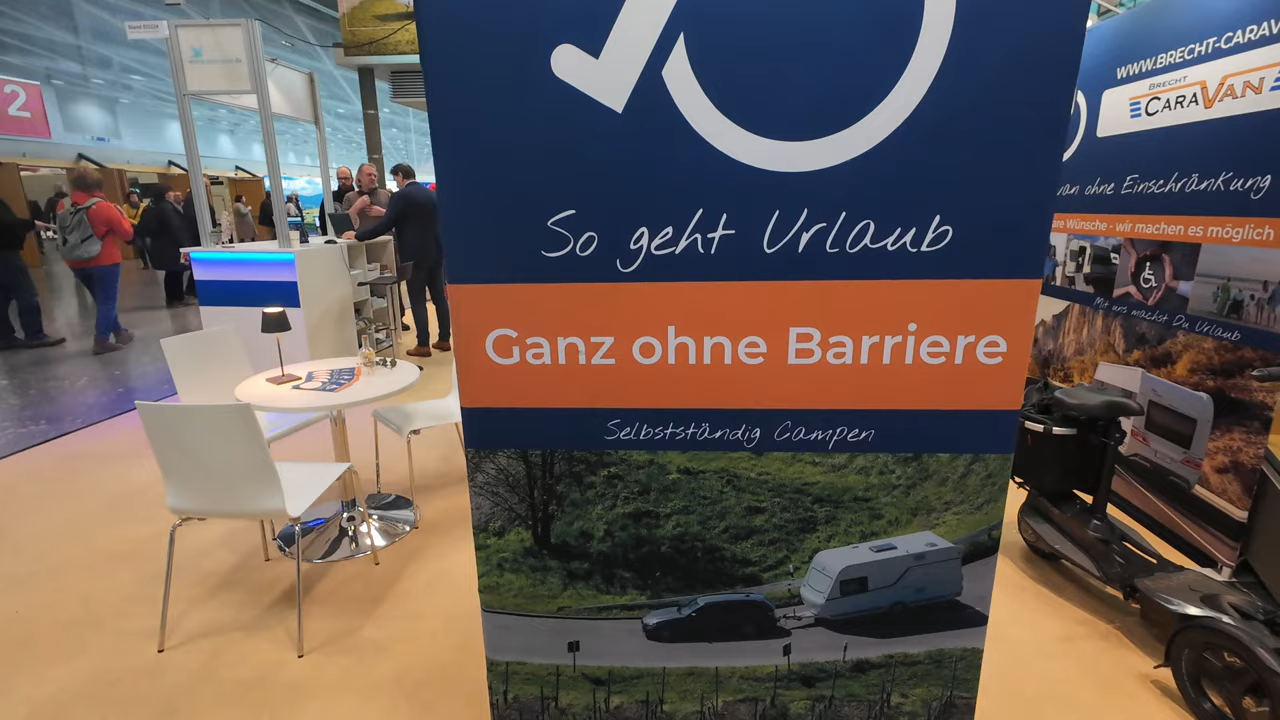 2
So geht Urlaub
Ganz ohne Barriere
Selbstständig Campen
WWW.BRECHT-CARAV
BRECHT
CARAVAN
van ohne Einschränkung
are Wünsche - wir machen es möglich
Mit uns machst Du Urlaub